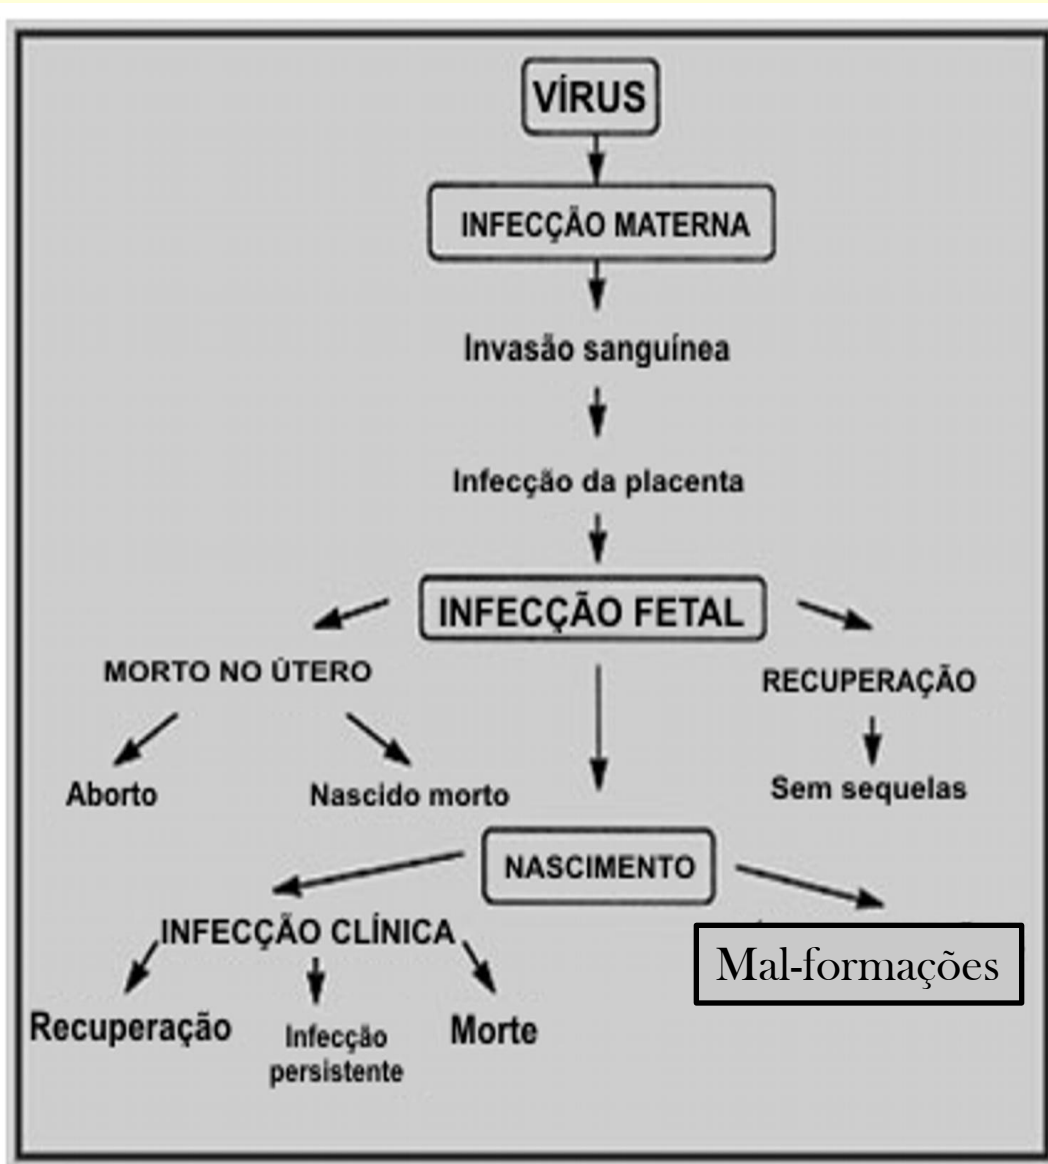 VÍRUS
INFECÇÃO MATERNA
Invasão sanguínea
Infecção da placenta
INFECÇÃO FETAL
MORTO NO ÚTERO
RECUPERAÇÃO
Aborto
Nascido morto
Sem sequelas
NASCIMENTO
INFECÇÃO CLÍNICA
Mal-formações
Recuperação
Infecção
persistente
Morte